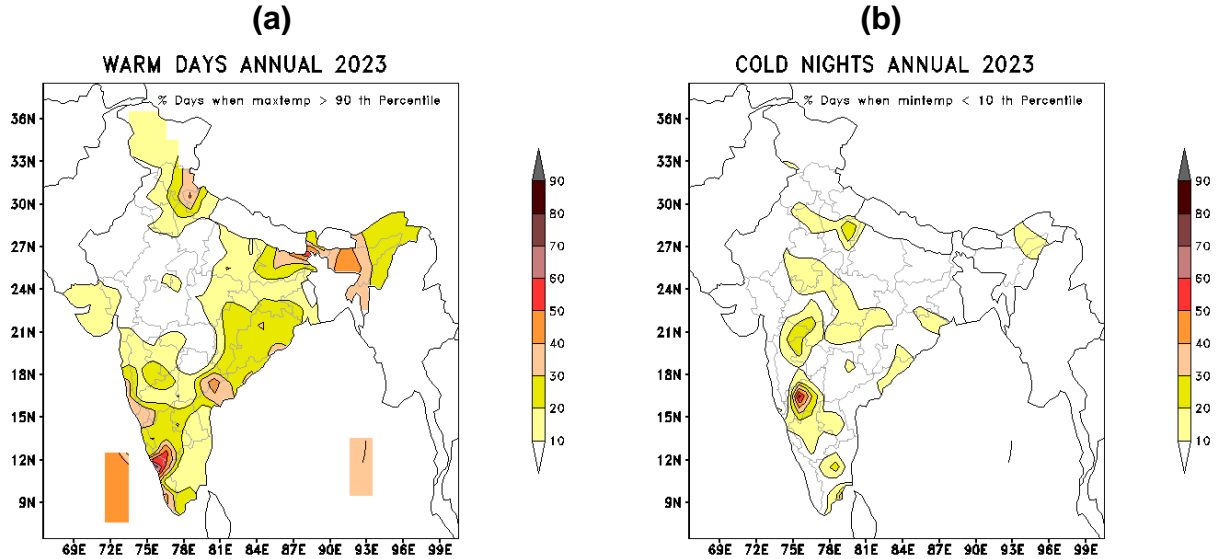 (a)
WARM DAYS ANNUAL 2023
% Days when maxtemp > 90 th Percentile
36N
33N
30N
27N
24N
21N
18N
15N
12N
9N
69E 72E 75E 78E 81E 84E 87E 90E 93E 96E 99E
90
80
70
60
50
40
30
20
10
(b)
COLD NIGHTS ANNUAL 2023
% Days when mintemp < 10 th Percentile
36N
33N
30N
27N
24N
21N
18N
15N
12N
9N
69E 72E 75E 78E 81E 84E 87E 90E 93E 96E 99E
90
80
70
60
50
40
30
20
10